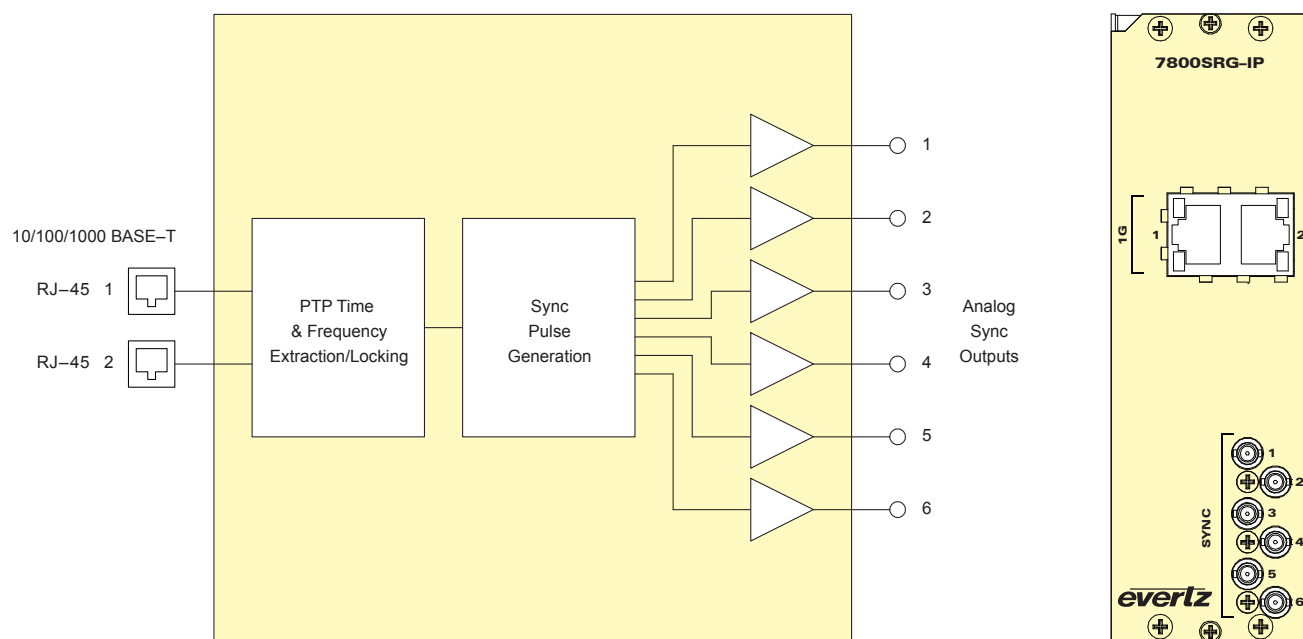 10/100/1000 BASE–T
RJ–45 1
RJ–45 2
PTP Time
& Frequency
Extraction/Locking
Sync
Pulse
Generation
1
2
3
4
5
6
Analog
Sync
Outputs
7800SRG–IP
1G
1
2
SYNC
1
2
3
4
5
6
evertz